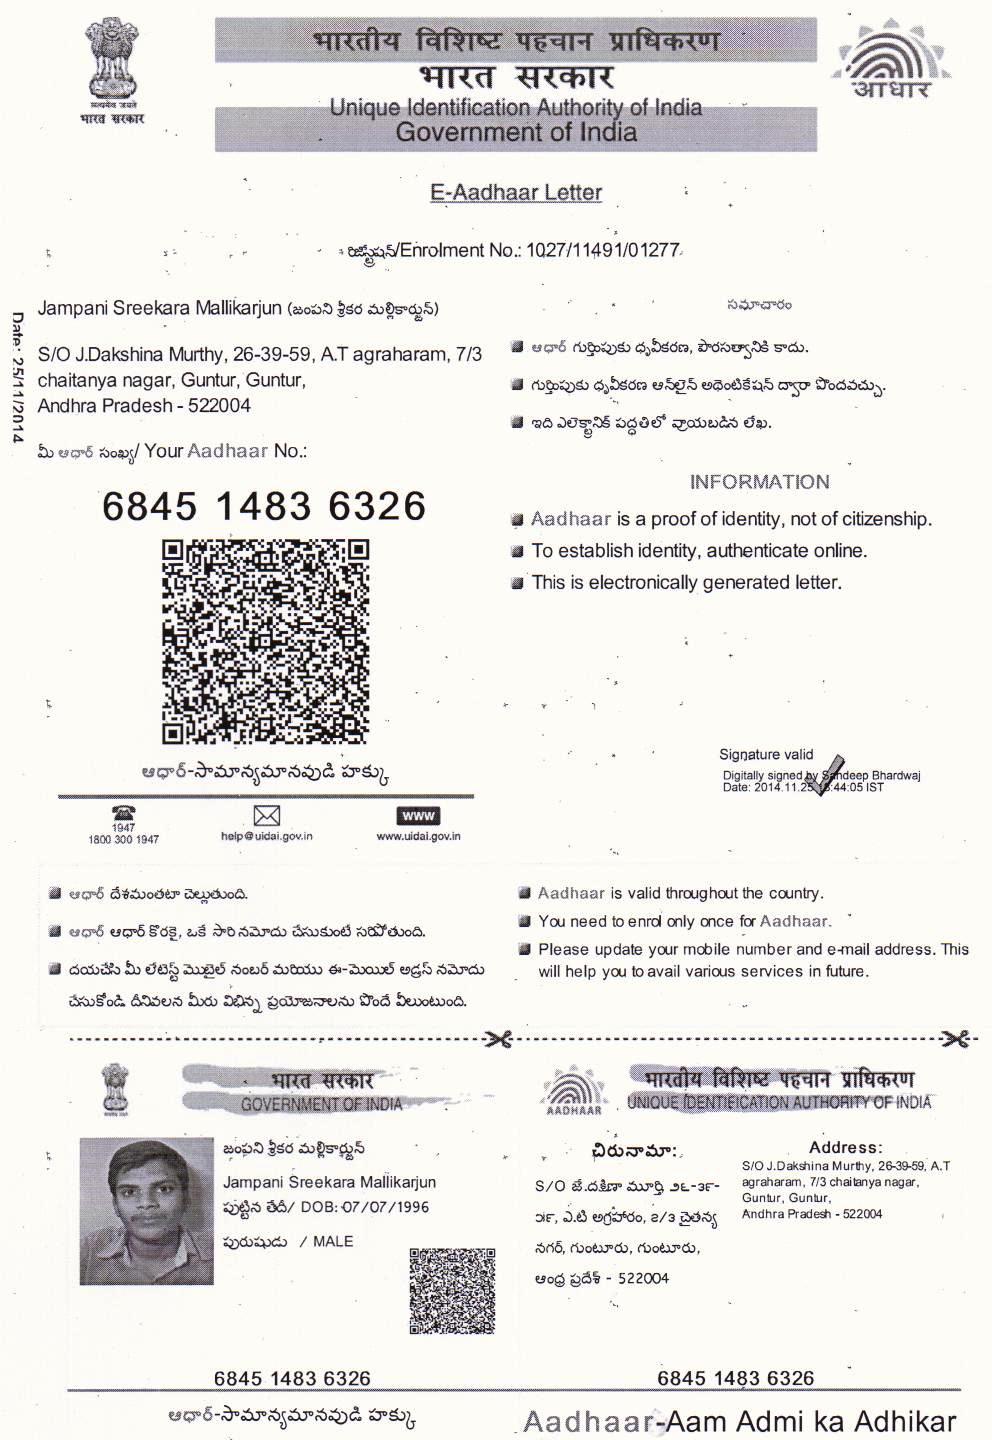 भारतीय विशिष्ट पहचान प्राधिकरण
भारत सरकार
Unique Identification Authority of India
Government of India
सत्यमेव जयते
भारत सरकार
आधार
E-Aadhaar Letter
రిజిస్ట్రేషన్/Enrolment No.: 1027/11491/01277
Date: 25/11/2014
Jampani Sreekara Mallikarjun (జంపని శ్రీకర మల్లికార్జున్)
S/O J.Dakshina Murthy, 26-39-59, A.T agraharam, 7/3
chaitanya nagar, Guntur, Guntur,
Andhra Pradesh - 522004
మీ ఆధార్ సంఖ్య/ Your Aadhaar No.:
6845 1483 6326
ఆధార్-సామాన్యమానవుడి హక్కు
1947
1800 300 1947
help@uidai.gov.in
www
www.uidai.gov.in
సమాచారం
ఆధార్ గుర్తింపుకు ధృవీకరణ, పౌరసత్వానికి కాదు.
గుర్తింపుకు ధృవీకరణ ఆన్‌లైన్ అథెంటికేషన్ ద్వారా పొందవచ్చు.
ఇది ఎలెక్ట్రానిక్ పద్ధతిలో వ్రాయబడిన లేఖ.
INFORMATION
Aadhaar is a proof of identity, not of citizenship.
To establish identity, authenticate online.
This is electronically generated letter.
Signature valid
Digitally signed by Sandeep Bhardwaj
Date: 2014.11.25 :44:05 IST
ఆధార్ దేశమంతటా చెల్లుతుంది.
ఆధార్ ఆధార్ కొరకై, ఒకే సారి నమోదు చేసుకుంటే సరిపోతుంది.
దయచేసి మీ లేటెస్ట్ మొబైల్ నంబర్ మరియు ఈ-మెయిల్ అడ్రస్ నమోదు
చేసుకోండి. దీనివలన మీరు విభిన్న ప్రయోజనాలను పొందే వీలుంటుంది.
Aadhaar is valid throughout the country.
You need to enrol only once for Aadhaar.
Please update your mobile number and e-mail address. This
will help you to avail various services in future.
भारत सरकार
GOVERNMENT OF INDIA
జంపని శ్రీకర మల్లికార్జున్
Jampani Sreekara Mallikarjun
పుట్టిన తేదీ/ DOB: 07/07/1996
పురుషుడు / MALE
6845 1483 6326
ఆధార్-సామాన్యమానవుడి హక్కు
AADHAAR
भारतीय विशिष्ट पहचान प्राधिकरण
UNIQUE IDENTIFICATION AUTHORITY OF INDIA
చిరునామా:
S/O జే.దక్షిణా మూర్తి ౨౬-౩౯-
౫౯, ఎ.టి అగ్రహారం, ౭/౩ చైతన్య
నగర్, గుంటూరు, గుంటూరు,
ఆంధ్ర ప్రదేశ్ - 522004
Address:
S/O J.Dakshina Murthy, 26-39-59, A.T
agraharam, 7/3 chaitanya nagar,
Guntur, Guntur,
Andhra Pradesh - 522004
6845 1483 6326
Aadhaar-Aam Admi ka Adhikar